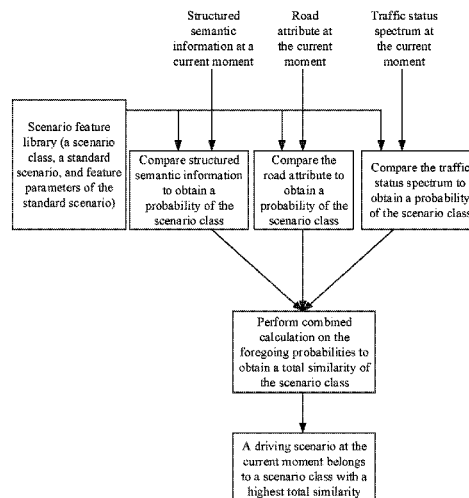 Structured
semantic
information at a
current moment
Road
attribute at
the current
moment
Traffic status
spectrum at
the current
moment
Scenario feature
library (a scenario
class, a standard
scenario, and feature
parameters of the
standard scenario)
Compare structured
semantic information
to obtain a
probability of the
scenario class
Compare the
road attribute to
obtain a
probability of the
scenario class
Compare the traffic
status spectrum to
obtain a probability
of the scenario class
Perform combined
calculation on the
foregoing probabilities to
obtain a total similarity of
the scenario class
A driving scenario at the
current moment belongs
to a scenario class with a
highest total similarity